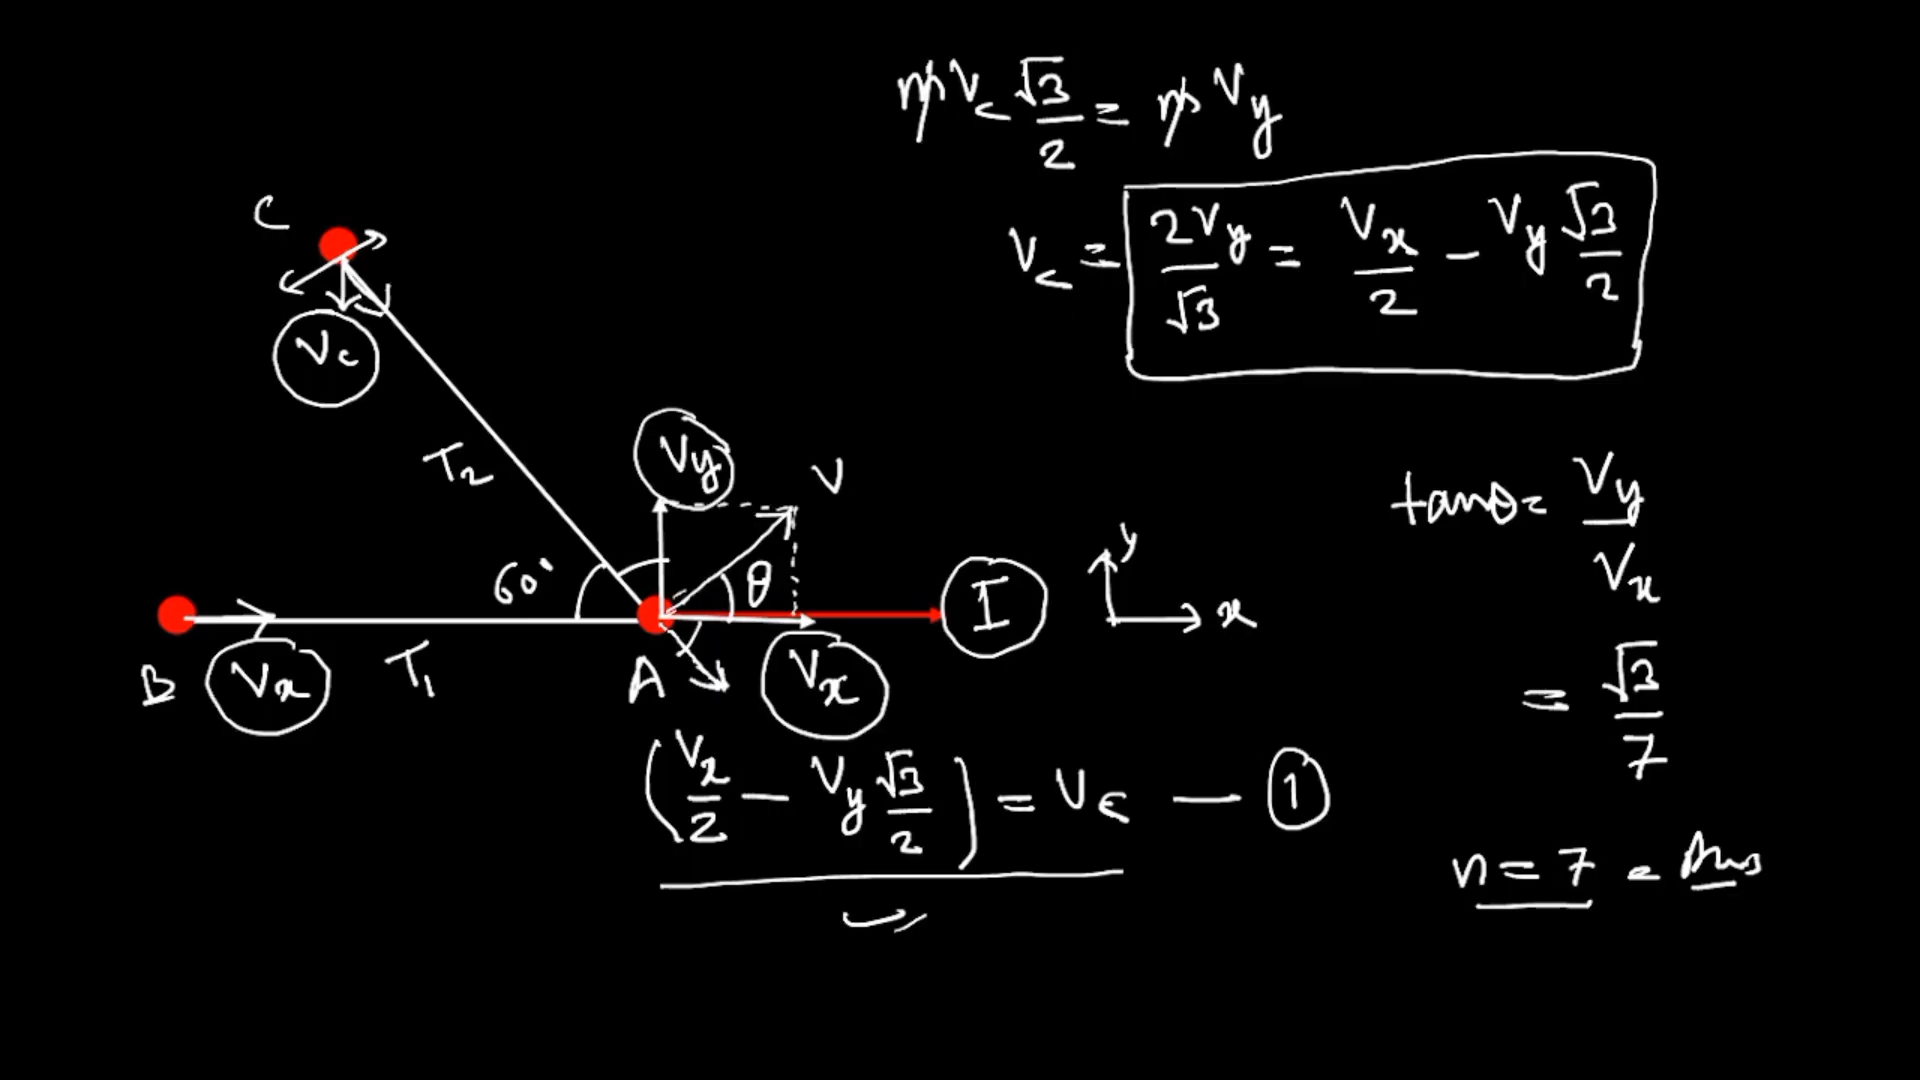 m V_c √3/2 = m V_y
V_c = 2V_y/√3 = V_x/2 - V_y √3/2
C
V_c
T_2
V_y
V
60°
θ
I
y
x
B
V_x
T_1
A
V_x
(V_x/2 - V_y √3/2) = V_c — ①
tanθ = V_y/V_x
= √3/7
n = 7 = Ans